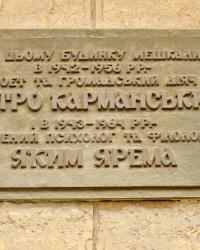 ЦЬОМУ БУДИНКУ МЕШКАЛИ
В 1942-1956 РР.
ПОЕТ ТА ГРОМАДСЬКИЙ ДІЯЧ
ПЕТРО КАРМАНСЬКИЙ
І В 1943-1964 РР.
ВЧЕНИЙ ПСИХОЛОГ ТА ФІЛОЛОГ
ЯКИМ ЯРЕМА